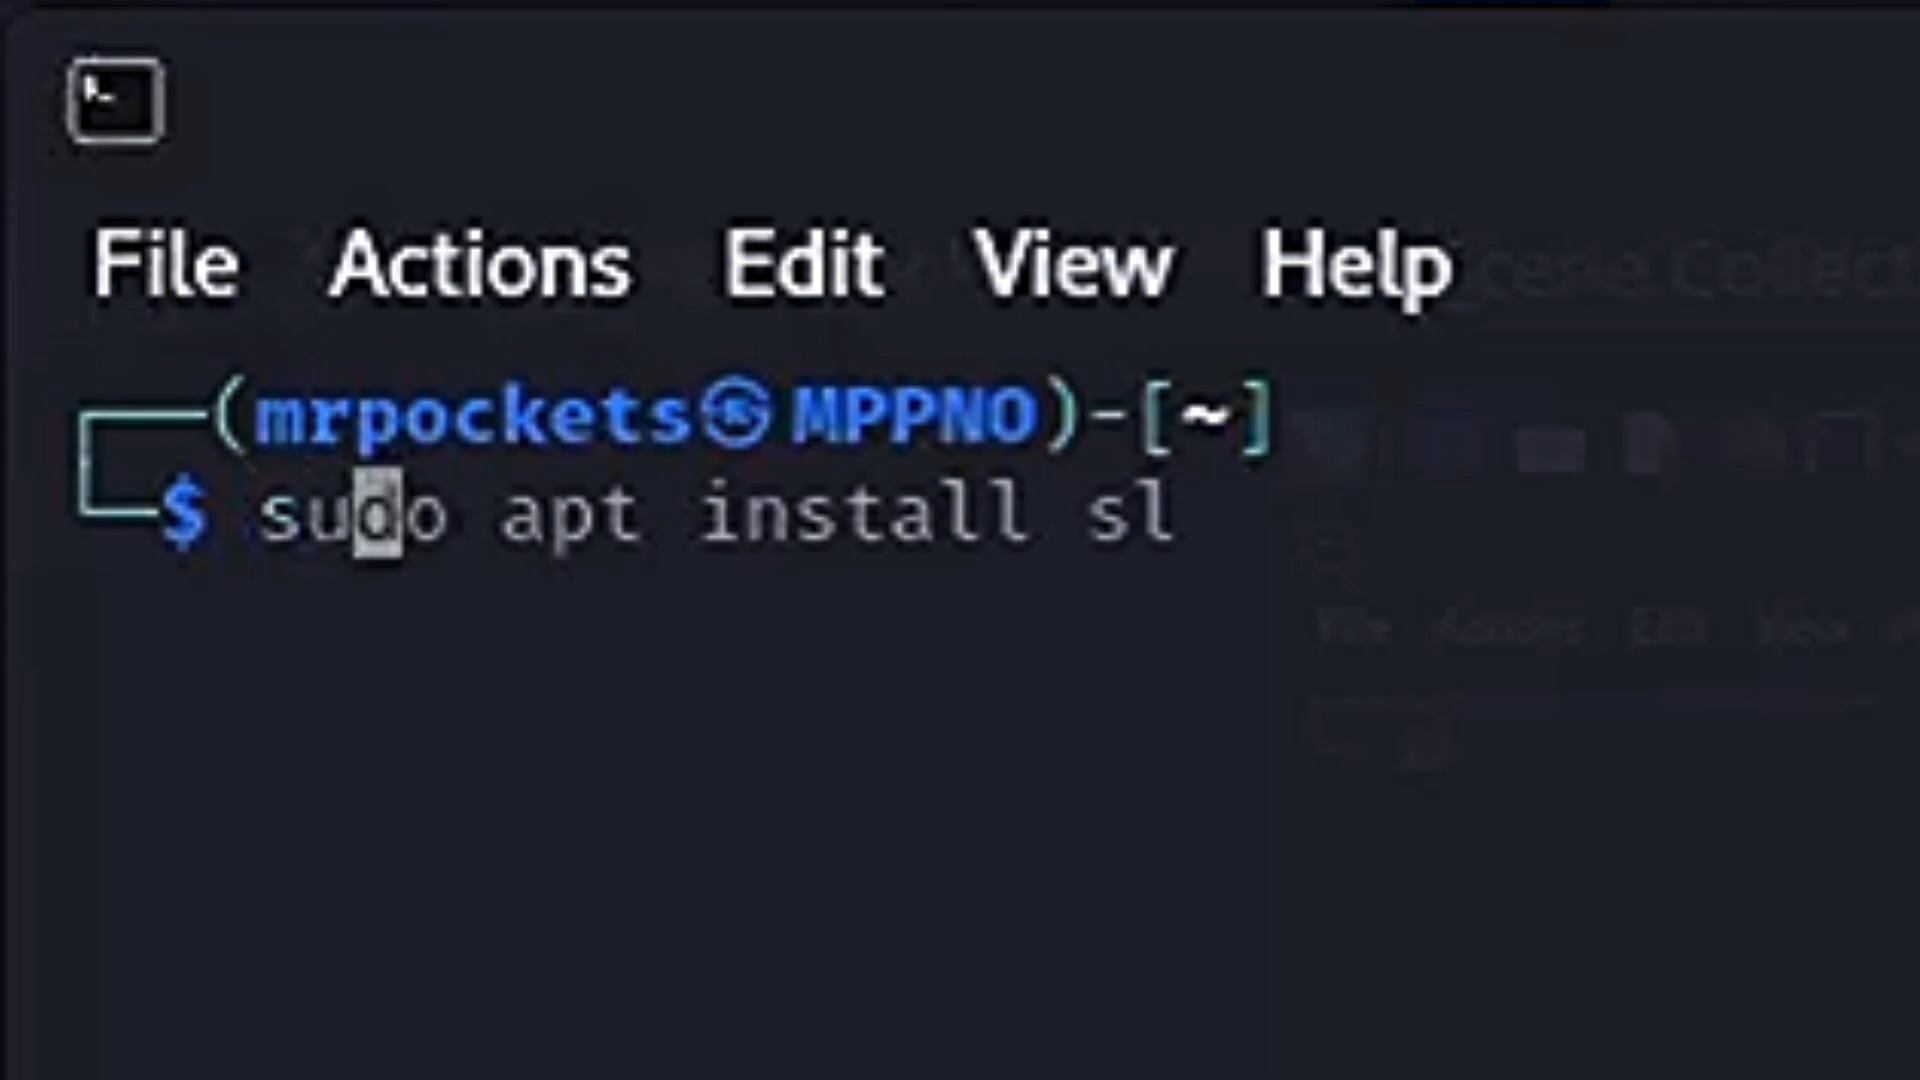 File Actions Edit View Help
┌──(mrpockets㉿MPPNO)-[~]
└─$ sudo apt install sl